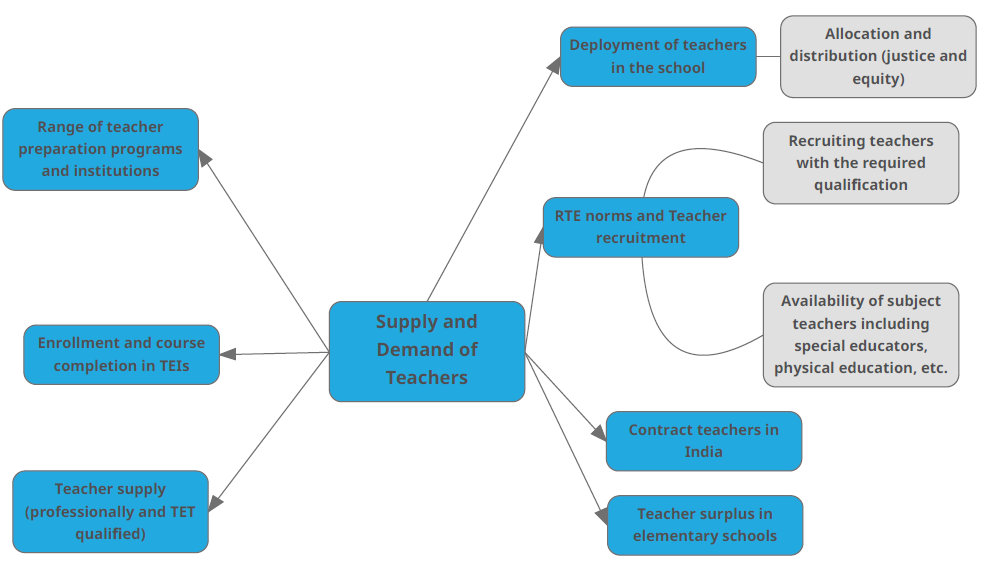 Deployment of teachers
in the school
Allocation and
distribution (justice and
equity)
Range of teacher
preparation programs
and institutions
Recruiting teachers
with the required
qualification
RTE norms and Teacher
recruitment
Supply and
Demand of
Teachers
Availability of subject
teachers including
special educators,
physical education, etc.
Enrollment and course
completion in TEIs
Contract teachers in
India
Teacher supply
(professionally and TET
qualified)
Teacher surplus in
elementary schools